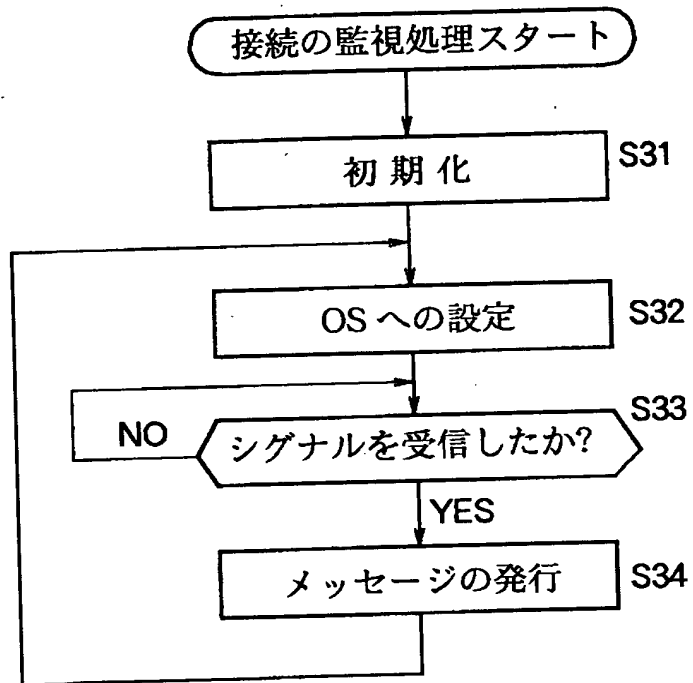 接続の監視処理スタート
初期化
S31
OSへの設定
S32
シグナルを受信したか?
S33
NO
YES
メッセージの発行
S34